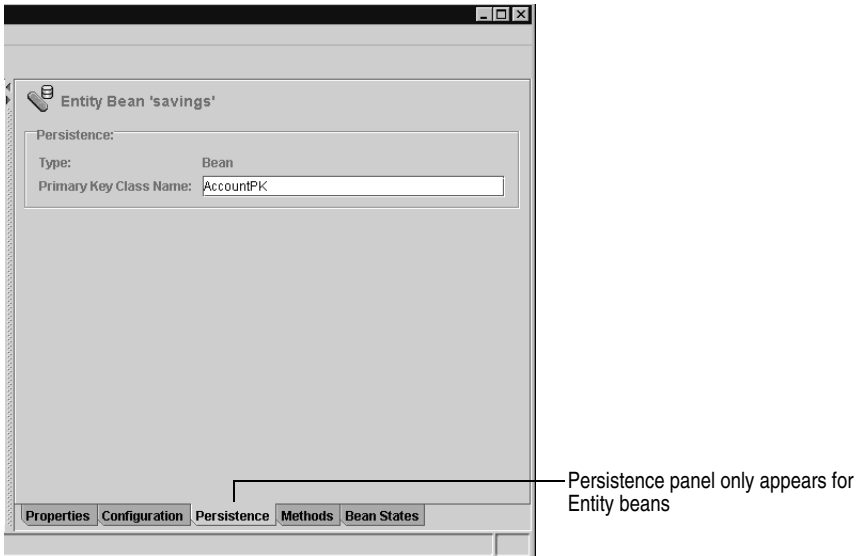 Entity Bean 'savings'
Persistence:
Type: Bean
Primary Key Class Name: AccountPK
Persistence panel only appears for
Entity beans
Properties Configuration Persistence Methods Bean States